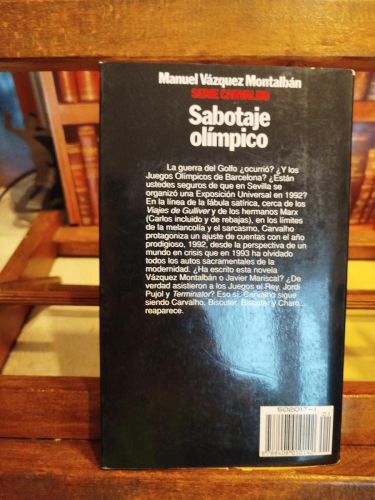 Manuel Vázquez Montalbán
SERIE CARVALHO
Sabotaje
olímpico
La guerra del Golfo ¿ocurrió? ¿Y los
Juegos Olímpicos de Barcelona? ¿Están
ustedes seguros de que en Sevilla se
organizó una Exposición Universal en 1992?
En la línea de la fábula satírica, cerca de los
Viajes de Gulliver y de los hermanos Marx
(Carlos incluido y de rebajas), en los límites
de la melancolía y el sarcasmo, Carvalho
protagoniza un ajuste de cuentas con el año
prodigioso, 1992, desde la perspectiva de un
mundo en crisis que en 1993 ha olvidado
todos los autos sacramentales de la
modernidad. ¿Ha escrito esta novela
Vázquez Montalbán o Javier Mariscal? ¿De
verdad asistieron a los Juegos el Rey, Jordi
Pujol y Terminator? Eso sí, Carvalho sigue
siendo Carvalho, Biscuter, Biscuter y Charo...
reaparece.
602017-1